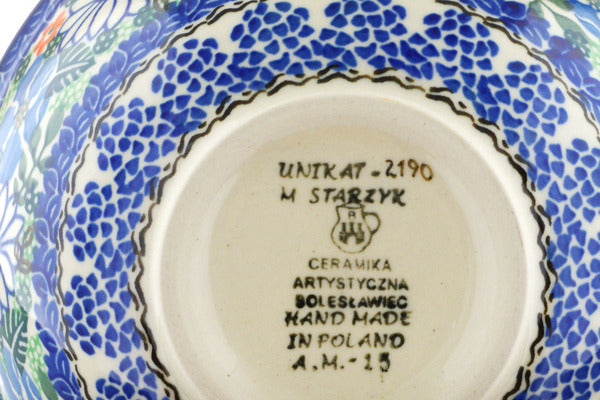 UNIKAT-2190
M STARZYK
R
CERAMIKA
ARTYSTYCZNA
BOLESŁAWIEC
HAND MADE
IN POLAND
A.M.-15